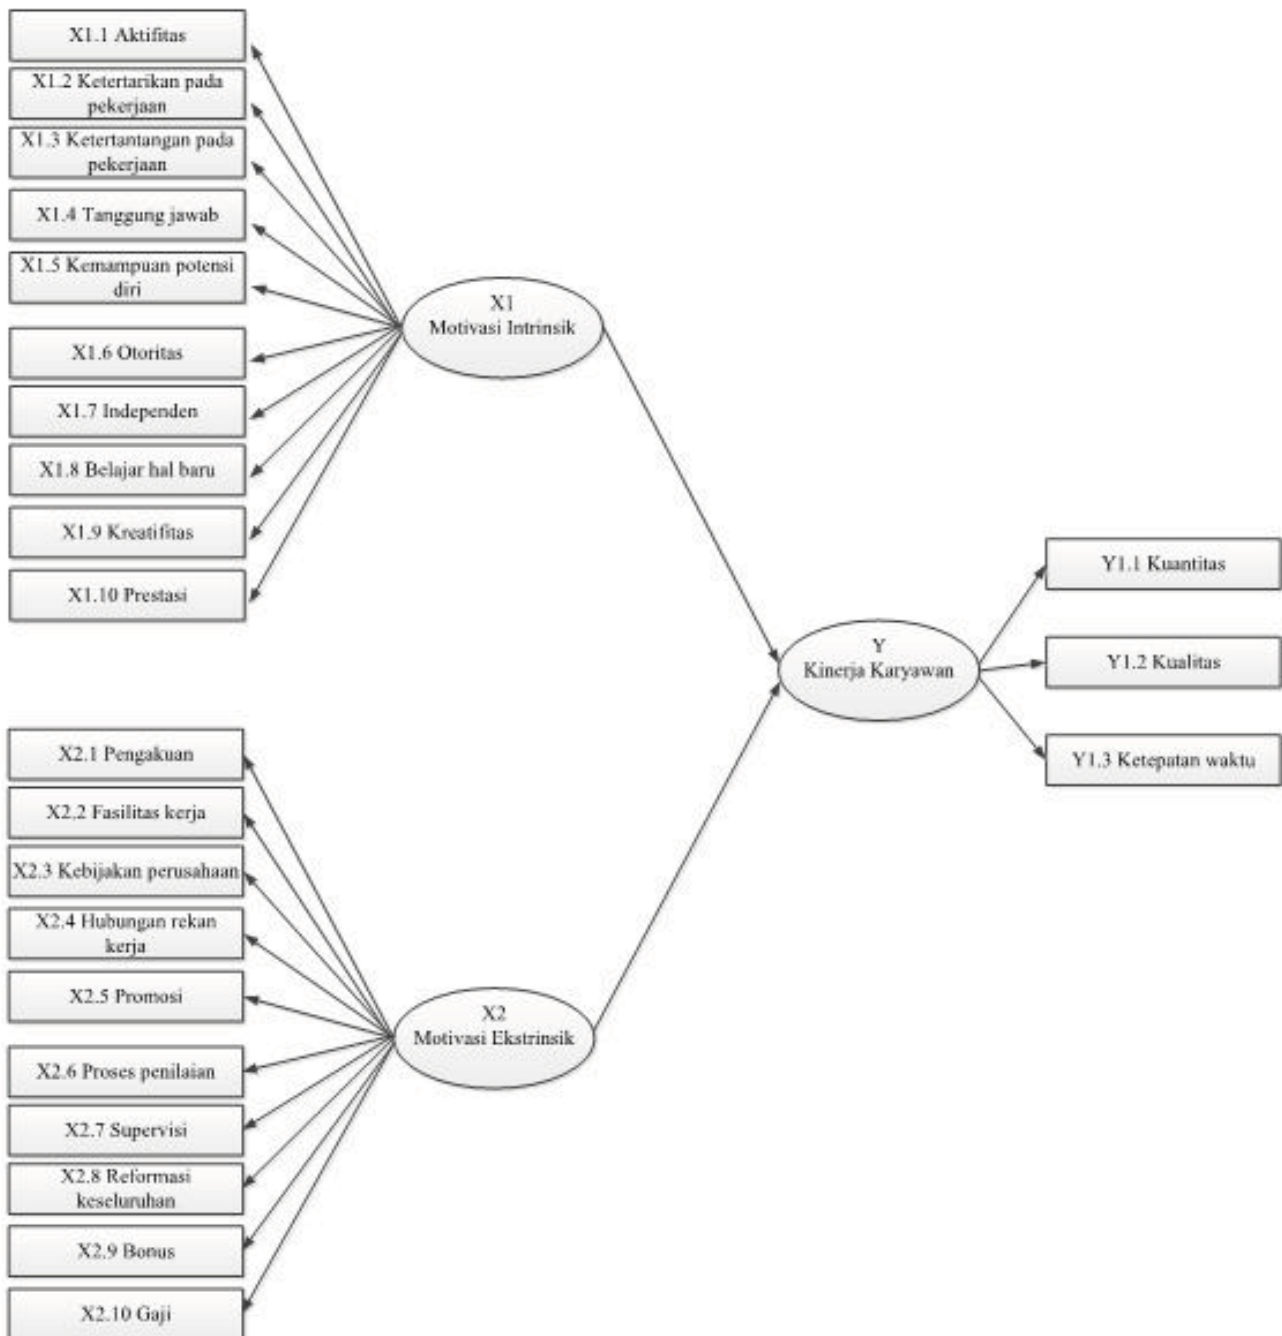 X1.1 Aktifitas
X1.2 Ketertarikan pada
pekerjaan
X1.3 Ketertantangan pada
pekerjaan
X1.4 Tanggung jawab
X1.5 Kemampuan potensi
diri
X1.6 Otoritas
X1.7 Independen
X1.8 Belajar hal baru
X1.9 Kreatifitas
X1.10 Prestasi
X1
Motivasi Intrinsik
Y
Kinerja Karyawan
Y1.1 Kuantitas
Y1.2 Kualitas
Y1.3 Ketepatan waktu
X2.1 Pengakuan
X2,2 Fasilitas kerja
X2.3 Kebijakan perusahaan
X2.4 Hubungan rekan
kerja
X2.5 Promosi
X2.6 Proses penilaian
X2.7 Supervisi
X2.8 Reformasi
keseluruhan
X2.9 Bonus
X2.10 Gaji
X2
Motivasi Ekstrinsik